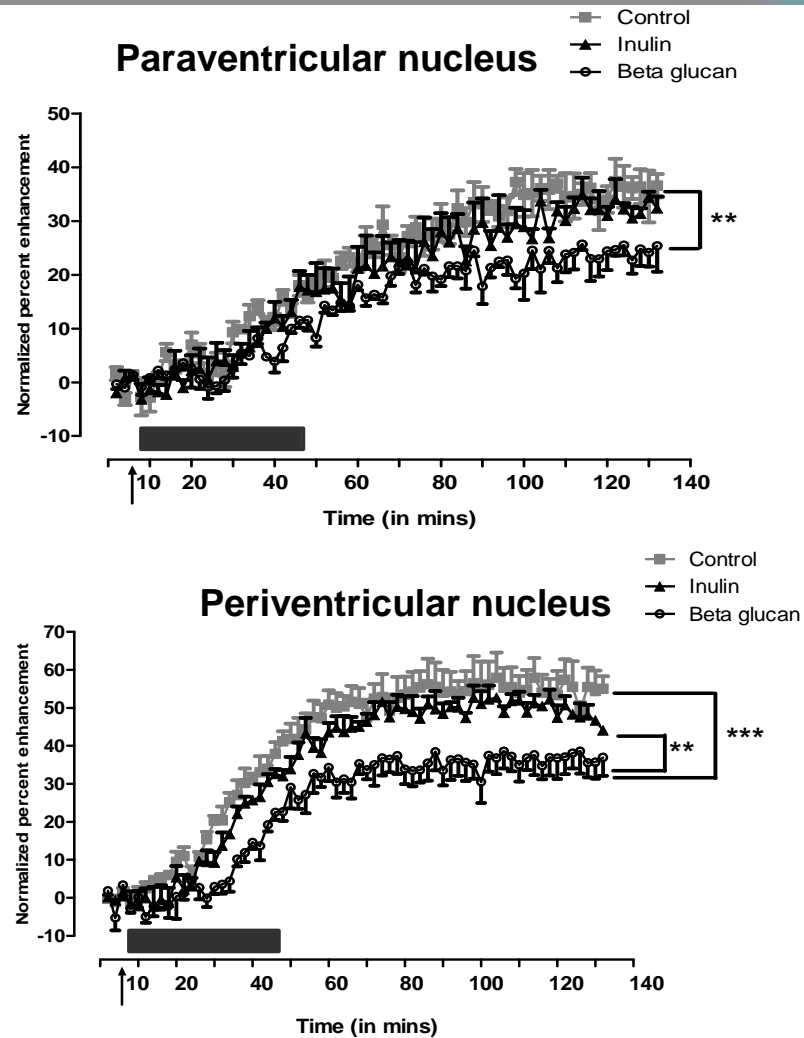 Control
Inulin
Beta glucan
Paraventricular nucleus
Normalized percent enhancement
50
40
30
20
10
0
-10
**
10 20 40 60 80 100 120 140
Time (in mins)
Control
Inulin
Beta glucan
Periventricular nucleus
Normalized percent enhancement
70
60
50
40
30
20
10
0
-10
**
***
10 20 40 60 80 100 120 140
Time (in mins)